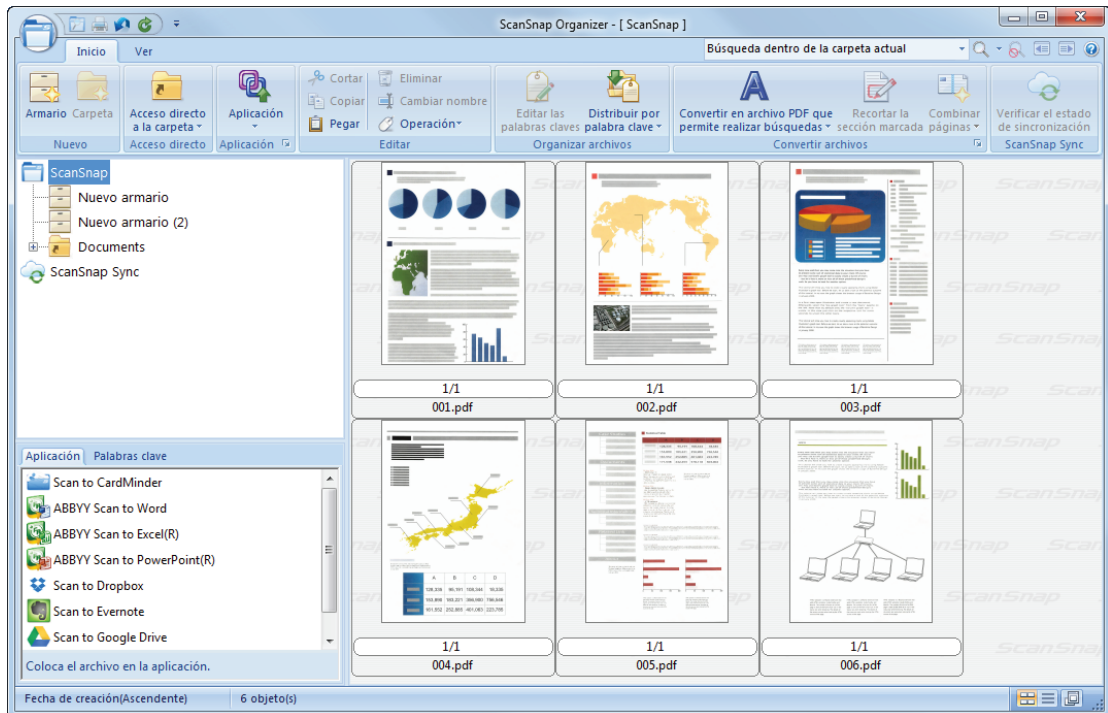 ScanSnap Organizer - [ ScanSnap ]
Inicio Ver
Búsqueda dentro de la carpeta actual
Armario Carpeta
Nuevo
Acceso directo
a la carpeta
Acceso directo
Aplicación
Aplicación
Cortar
Copiar
Pegar
Eliminar
Cambiar nombre
Operación
Editar
Editar las
palabras claves
Distribuir por
palabra clave
Organizar archivos
Convertir en archivo PDF que
permite realizar búsquedas
Recortar la
sección marcada
Combinar
páginas
Convertir archivos
Verificar el estado
de sincronización
ScanSnap Sync
ScanSnap
Nuevo armario
Nuevo armario (2)
Documents
ScanSnap Sync
1/1
001.pdf
1/1
002.pdf
1/1
003.pdf
1/1
004.pdf
1/1
005.pdf
1/1
006.pdf
Aplicación Palabras clave
Scan to CardMinder
ABBYY Scan to Word
ABBYY Scan to Excel(R)
ABBYY Scan to PowerPoint(R)
Scan to Dropbox
Scan to Evernote
Scan to Google Drive
Coloca el archivo en la aplicación.
Fecha de creación(Ascendente) 6 objeto(s)